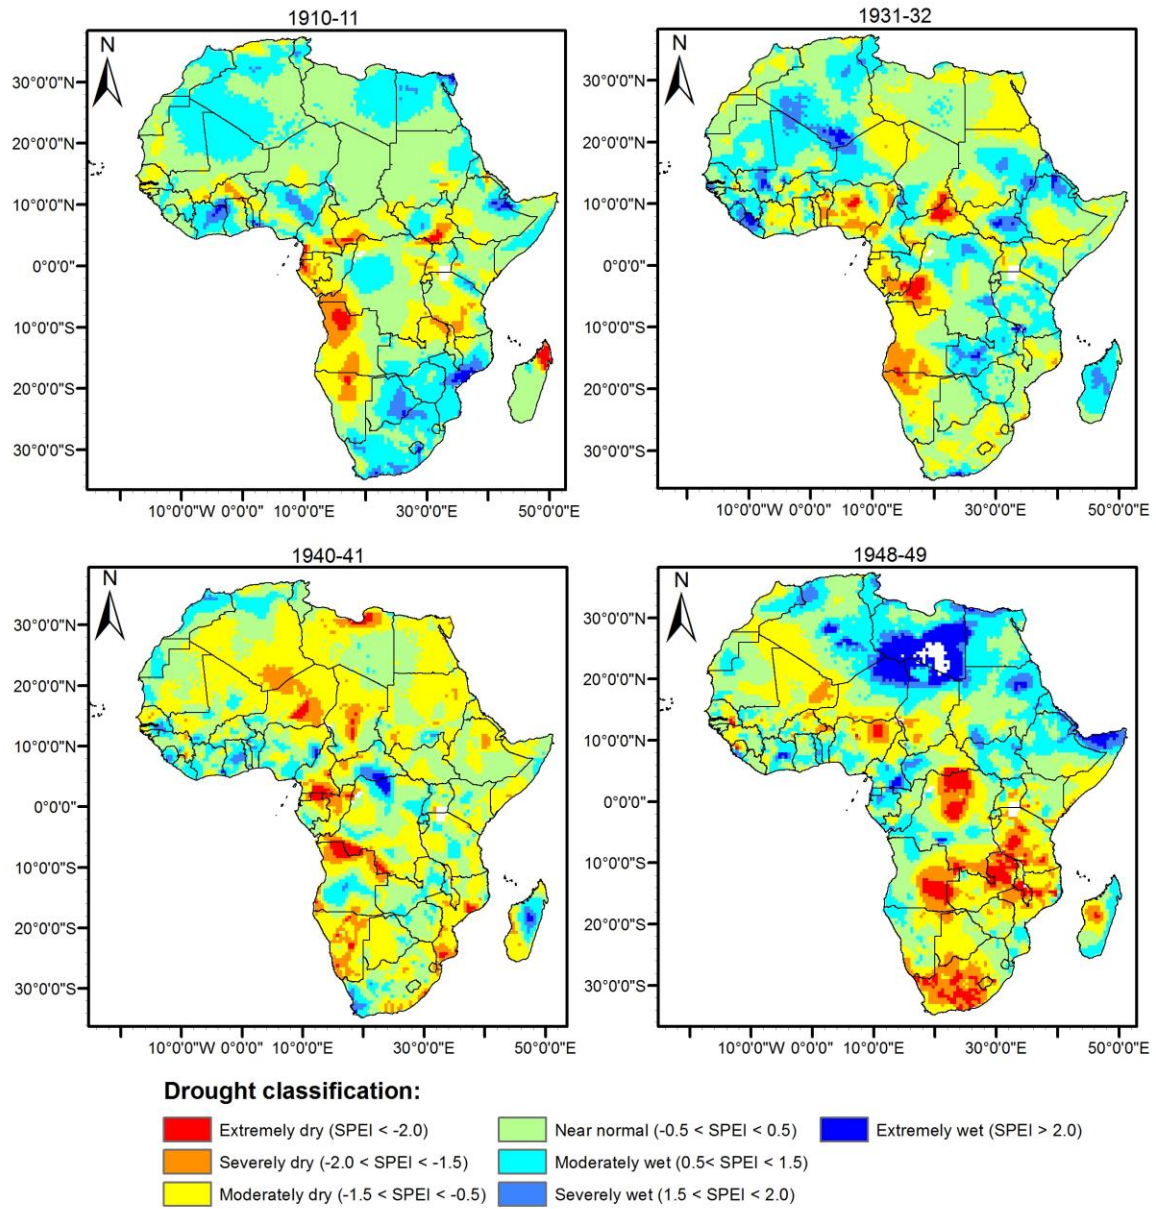 1910-11
N
30°0'0"N
20°0'0"N
10°0'0"N
0°0'0"
10°0'0"S
20°0'0"S
30°0'0"S
10°0'0"W 0°0'0" 10°0'0"E 30°0'0"E 50°0'0"E
1931-32
N
30°0'0"N
20°0'0"N
10°0'0"N
0°0'0"
10°0'0"S
20°0'0"S
30°0'0"S
10°0'0"W 0°0'0" 10°0'0"E 30°0'0"E 50°0'0"E
1940-41
N
30°0'0"N
20°0'0"N
10°0'0"N
0°0'0"
10°0'0"S
20°0'0"S
30°0'0"S
10°0'0"W 0°0'0" 10°0'0"E 30°0'0"E 50°0'0"E
1948-49
N
30°0'0"N
20°0'0"N
10°0'0"N
0°0'0"
10°0'0"S
20°0'0"S
30°0'0"S
10°0'0"W 0°0'0" 10°0'0"E 30°0'0"E 50°0'0"E
Drought classification:
Extremely dry (SPEI < -2.0)
Severely dry (-2.0 < SPEI < -1.5)
Moderately dry (-1.5 < SPEI < -0.5)
Near normal (-0.5 < SPEI < 0.5)
Moderately wet (0.5< SPEI < 1.5)
Severely wet (1.5 < SPEI < 2.0)
Extremely wet (SPEI > 2.0)